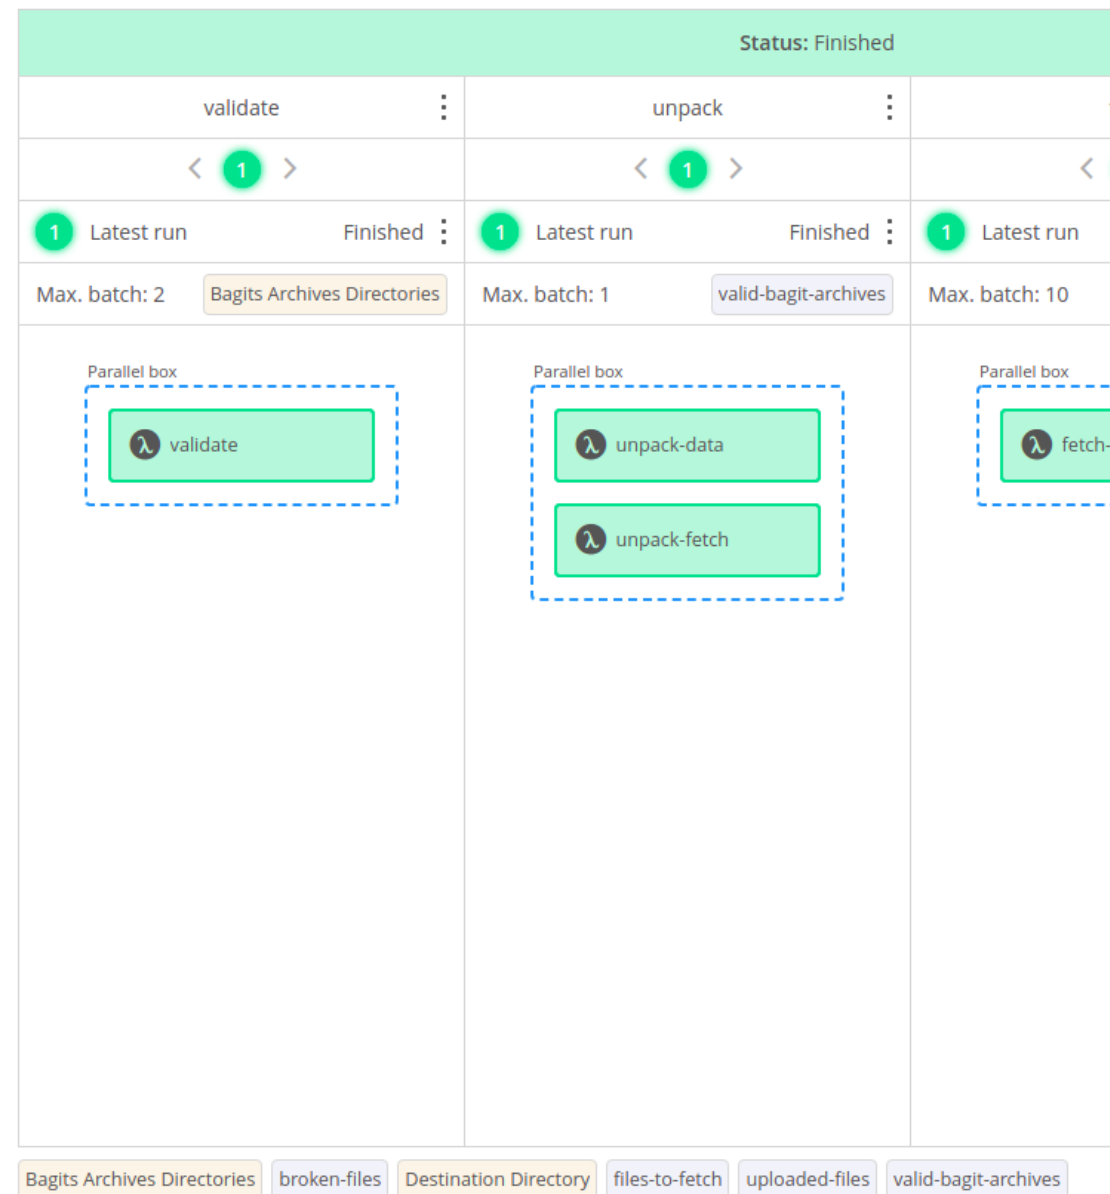 Status: Finished
validate
unpack
1
1
1 Latest run Finished
1 Latest run Finished
1 Latest run
Max. batch: 2 Bagits Archives Directories
Max. batch: 1 valid-bagit-archives
Max. batch: 10
Parallel box
λ validate
Parallel box
λ unpack-data
λ unpack-fetch
Parallel box
λ fetch-
Bagits Archives Directories broken-files Destination Directory files-to-fetch uploaded-files valid-bagit-archives